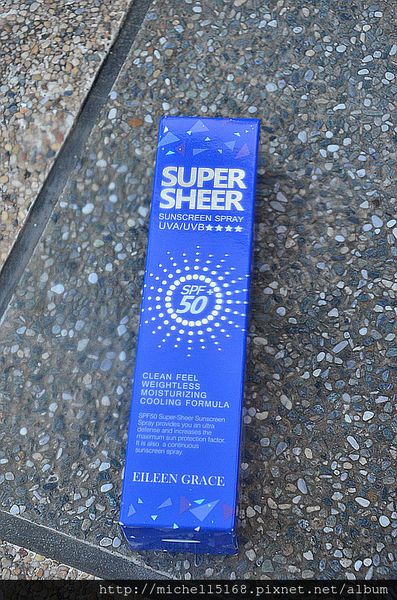 SUPER
SHEER
SUNSCREEN SPRAY
UVA/UVB★★★★
SPF
50
CLEAN FEEL
WEIGHTLESS
MOISTURIZING
COOLING FORMULA
SPF50 Super-Sheer Sunscreen
Spray provides you an ultra
defense and increases the
maximum sun protection factor.
It is also a continuous
sunscreen spray
EILEEN GRACE
http://michell5168.pixnet.net/album